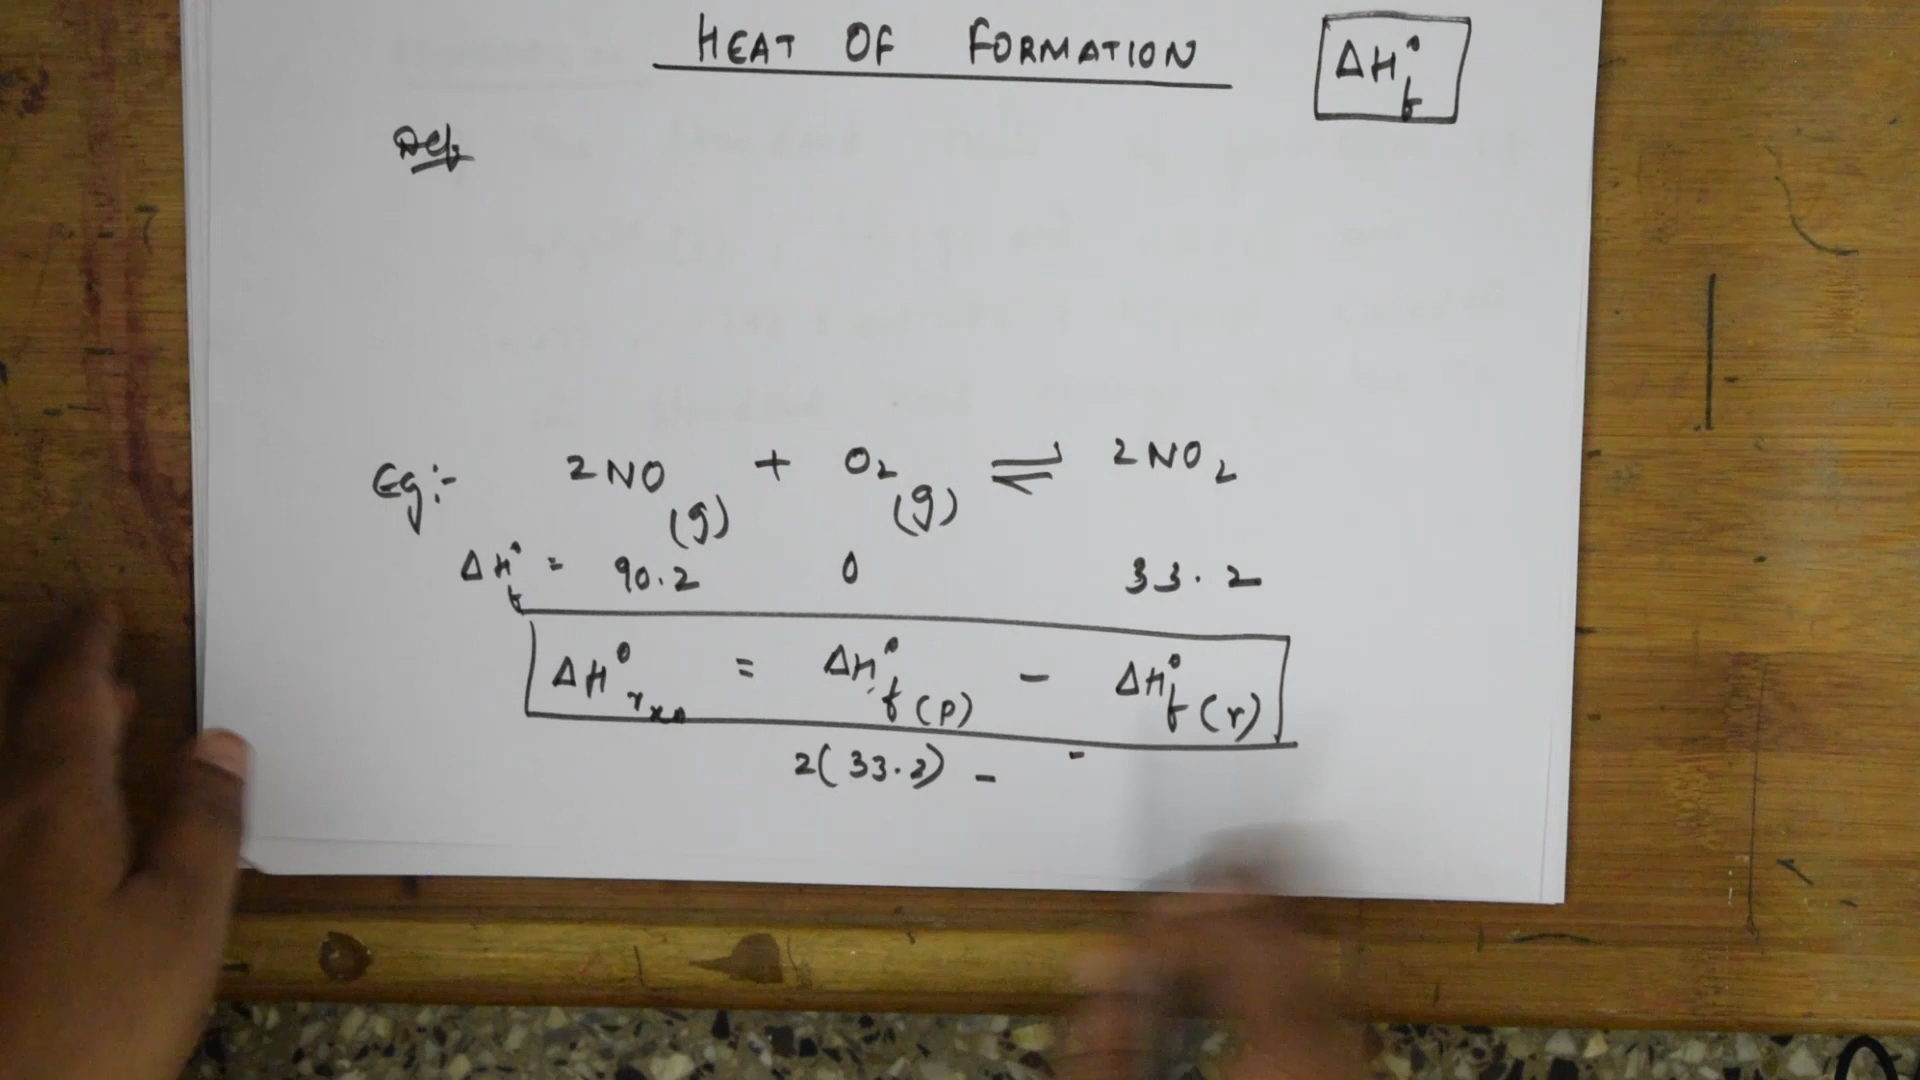 HEAT OF FORMATION ΔH°f
Def
Eg:- 2NO(g) + O₂(g) ⇌ 2NO₂
ΔH°f = 90.2 0 33.2
ΔH°rxn = ΔH°f(P) - ΔH°f(r)
2(33.2) - -